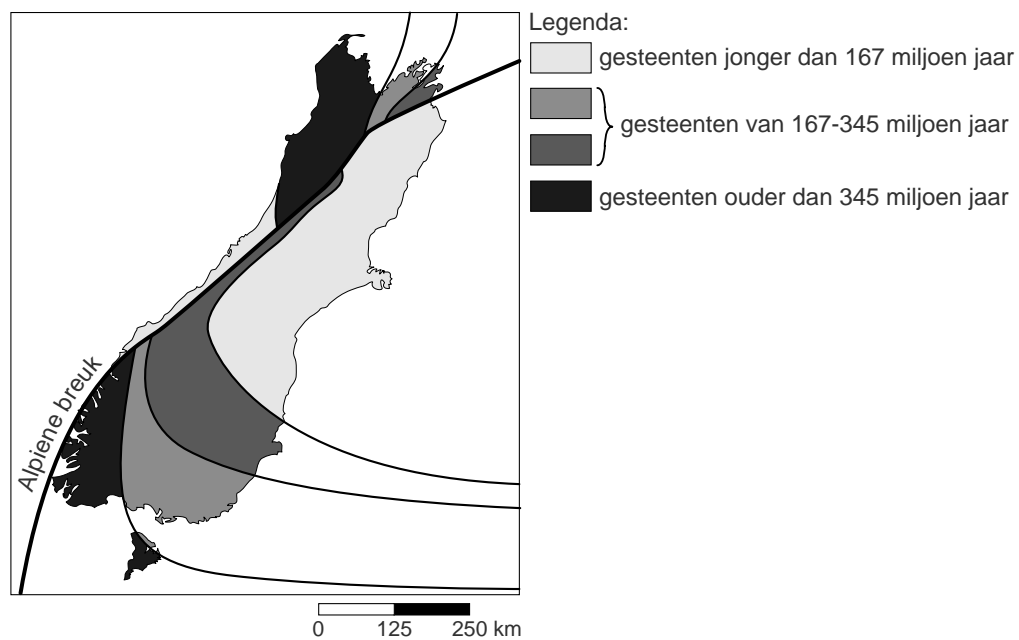 Legenda:
gesteenten jonger dan 167 miljoen jaar
gesteenten van 167-345 miljoen jaar
gesteenten ouder dan 345 miljoen jaar
Alpiene breuk
0 125 250 km